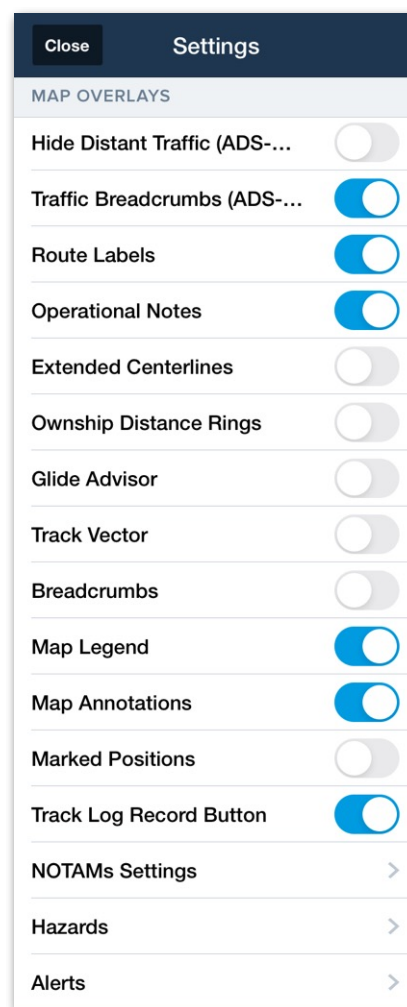 Close
Settings
MAP OVERLAYS
Hide Distant Traffic (ADS-...
Traffic Breadcrumbs (ADS-...
Route Labels
Operational Notes
Extended Centerlines
Ownship Distance Rings
Glide Advisor
Track Vector
Breadcrumbs
Map Legend
Map Annotations
Marked Positions
Track Log Record Button
NOTAMs Settings
Hazards
Alerts